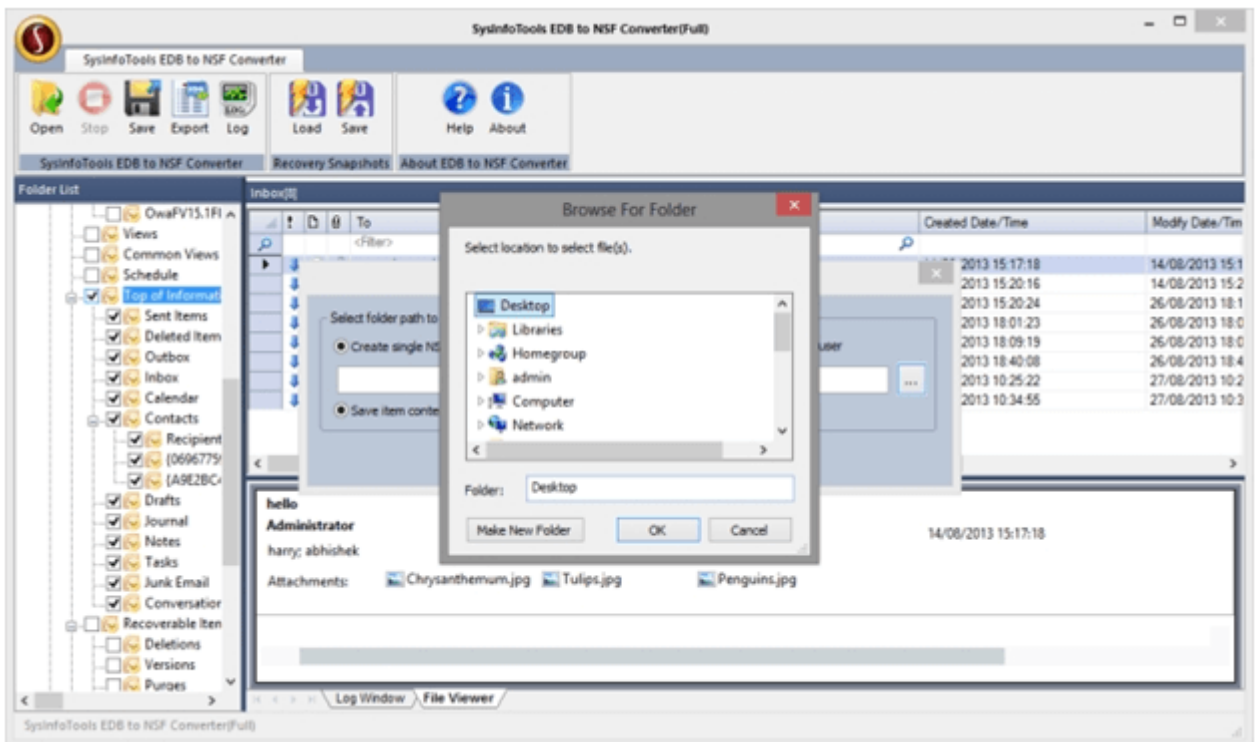 SysInfoTools EDB to NSF Converter(Full)
SysInfoTools EDB to NSF Converter
Open Stop Save Export Log
Load Save
Help About
SysInfoTools EDB to NSF Converter
Recovery Snapshots
About EDB to NSF Converter
Folder List
OwaFV15.1FI
Views
Common Views
Schedule
Top of Informati
Sent Items
Deleted Item
Outbox
Inbox
Calendar
Contacts
Recipient
{0696775
{A9E2BC
Drafts
Journal
Notes
Tasks
Junk Email
Conversation
Recoverable Iten
Deletions
Versions
Purges
Inbox[8]
To
Created Date/Time
Modify Date/Tim
<Filter>
2013 15:17:18 14/08/2013 15:1
2013 15:20:16 14/08/2013 15:2
2013 15:20:24 26/08/2013 18:1
2013 18:01:23 26/08/2013 18:0
2013 18:09:19 26/08/2013 18:0
2013 18:40:08 26/08/2013 18:4
2013 10:25:22 27/08/2013 10:2
2013 10:34:55 27/08/2013 10:3
Select folder path to
Create single NS
user
...
Save item conte
Browse For Folder
Select location to select file(s).
Desktop
Libraries
Homegroup
admin
Computer
Network
Folder: Desktop
Make New Folder OK Cancel
hello
Administrator
14/08/2013 15:17:18
harry; abhishek
Attachments: Chrysanthemum.jpg Tulips.jpg Penguins.jpg
Log Window File Viewer
SysInfoTools EDB to NSF Converter(Full)